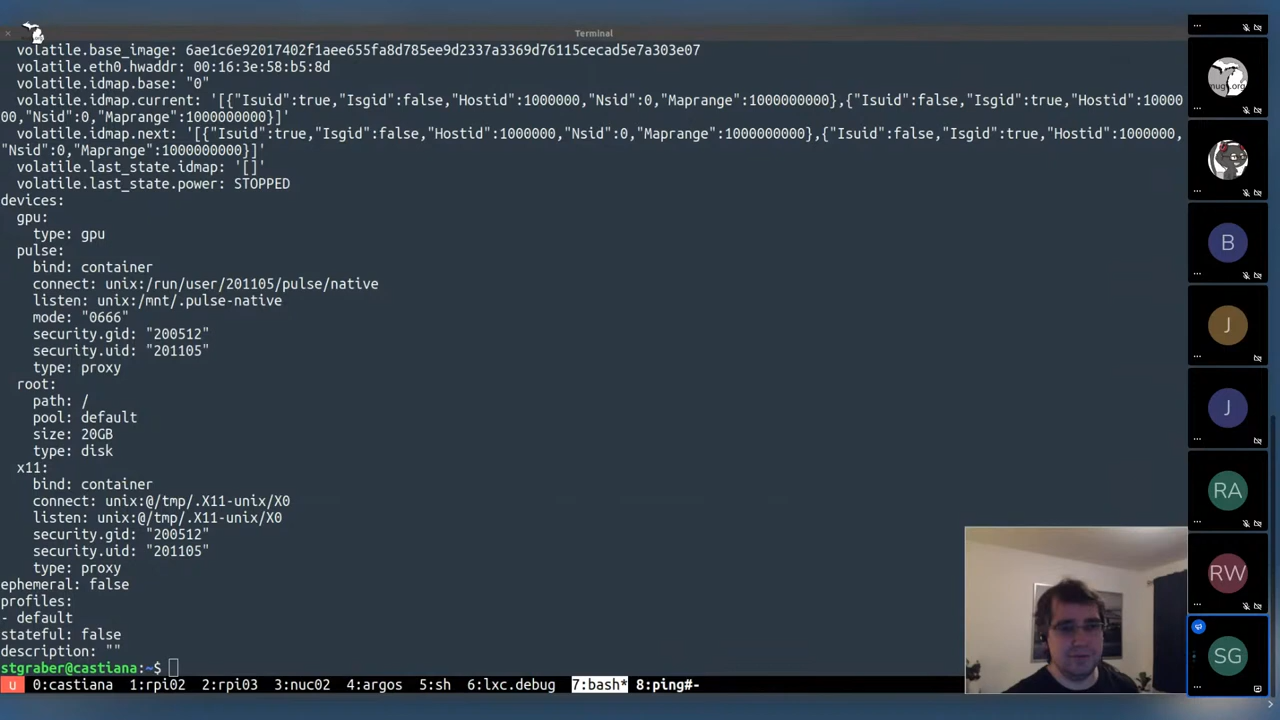 Terminal
volatile.base_image: 6ae1c6e92017402f1aee655fa8d785ee9d2337a3369d76115cecad5e7a303e07
volatile.eth0.hwaddr: 00:16:3e:58:b5:8d
volatile.idmap.base: "0"
volatile.idmap.current: '[{"Isuid":true,"Isgid":false,"Hostid":1000000,"Nsid":0,"Maprange":1000000000},{"Isuid":false,"Isgid":true,"Hostid":10000
00,"Nsid":0,"Maprange":1000000000}]'
volatile.idmap.next: '[{"Isuid":true,"Isgid":false,"Hostid":1000000,"Nsid":0,"Maprange":1000000000},{"Isuid":false,"Isgid":true,"Hostid":1000000,
"Nsid":0,"Maprange":1000000000}]'
volatile.last_state.idmap: '[]'
volatile.last_state.power: STOPPED
devices:
gpu:
type: gpu
pulse:
bind: container
connect: unix:/run/user/201105/pulse/native
listen: unix:/mnt/.pulse-native
mode: "0666"
security.gid: "200512"
security.uid: "201105"
type: proxy
root:
path: /
pool: default
size: 20GB
type: disk
x11:
bind: container
connect: unix:@/tmp/.X11-unix/X0
listen: unix:@/tmp/.X11-unix/X0
security.gid: "200512"
security.uid: "201105"
type: proxy
ephemeral: false
profiles:
- default
stateful: false
description: ""
stgraber@castiana:~$
u 0:castiana 1:rpi02 2:rpi03 3:nuc02 4:argos 5:sh 6:lxc.debug 7:bash* 8:ping#-
B
J
J
RA
RW
SG